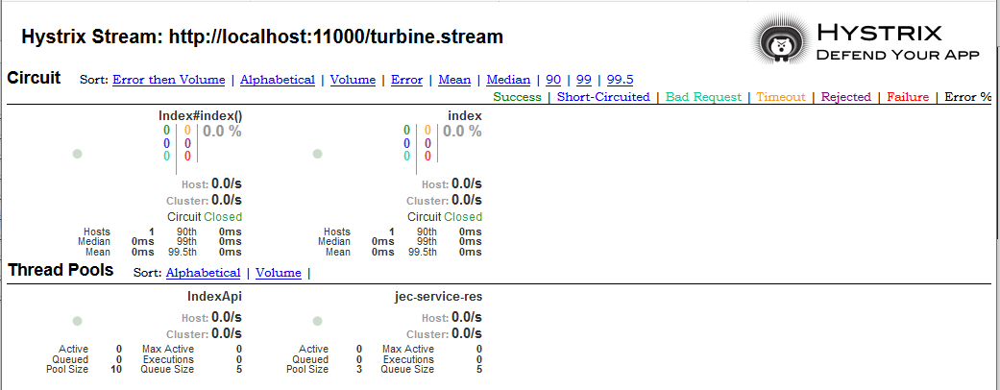 Hystrix Stream: http://localhost:11000/turbine.stream
HYSTRIX
DEFEND YOUR APP
Circuit Sort: Error then Volume | Alphabetical | Volume | Error | Mean | Median | 90 | 99 | 99.5
Success | Short-Circuited | Bad Request | Timeout | Rejected | Failure | Error %
Index#index() index
0 0 0.0 % 0 0 0.0 %
0 0 0 0
0 0 0 0
Host: 0.0/s Host: 0.0/s
Cluster: 0.0/s Cluster: 0.0/s
Circuit Closed Circuit Closed
Hosts 1 90th 0ms Hosts 1 90th 0ms
Median 0ms 99th 0ms Median 0ms 99th 0ms
Mean 0ms 99.5th 0ms Mean 0ms 99.5th 0ms
Thread Pools Sort: Alphabetical | Volume |
IndexApi jec-service-res
Host: 0.0/s Host: 0.0/s
Cluster: 0.0/s Cluster: 0.0/s
Active 0 Max Active 0 Active 0 Max Active 0
Queued 0 Executions 0 Queued 0 Executions 0
Pool Size 10 Queue Size 5 Pool Size 3 Queue Size 5